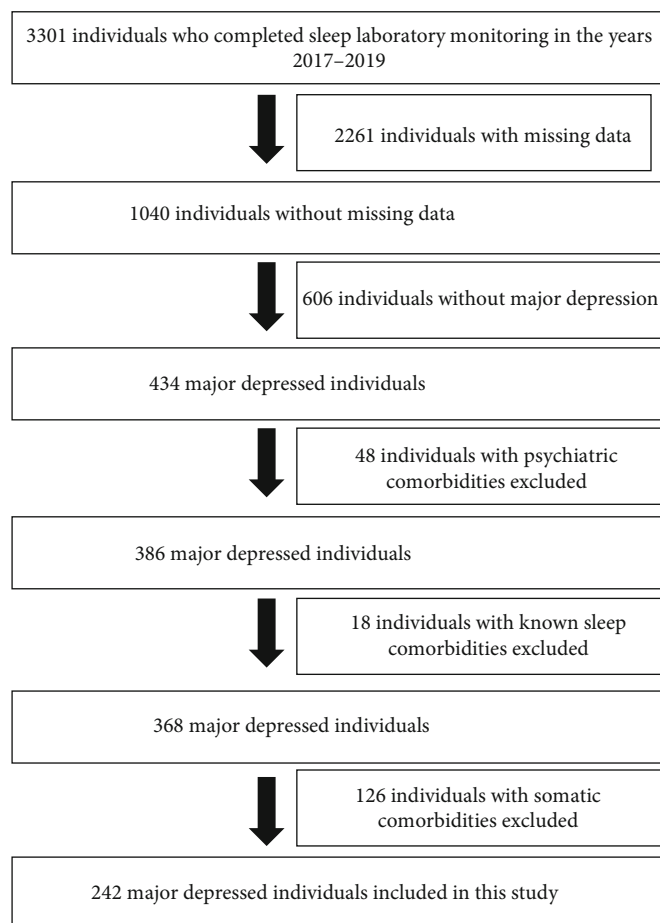 3301 individuals who completed sleep laboratory monitoring in the years
2017–2019
2261 individuals with missing data
1040 individuals without missing data
606 individuals without major depression
434 major depressed individuals
48 individuals with psychiatric
comorbidities excluded
386 major depressed individuals
18 individuals with known sleep
comorbidities excluded
368 major depressed individuals
126 individuals with somatic
comorbidities excluded
242 major depressed individuals included in this study